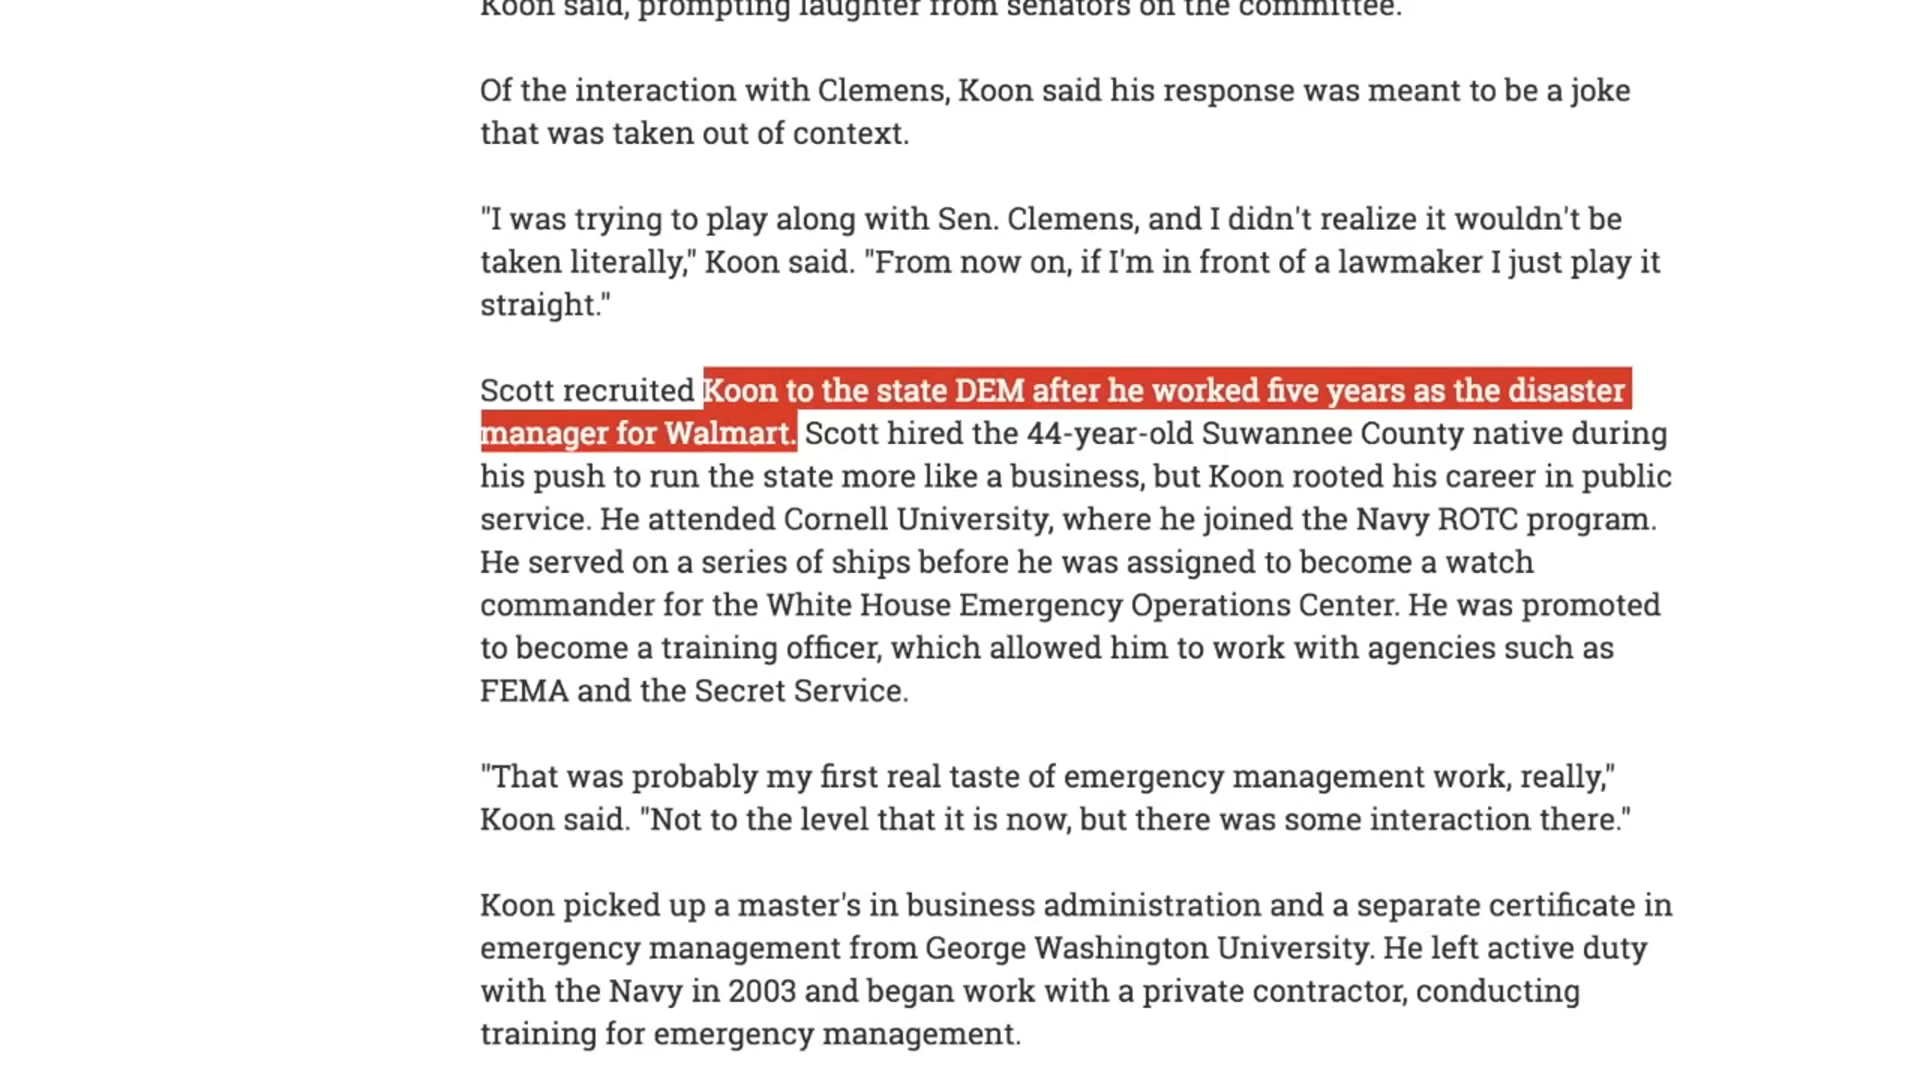 Koon said, prompting laughter from senators on the committee.
Of the interaction with Clemens, Koon said his response was meant to be a joke
that was taken out of context.
"I was trying to play along with Sen. Clemens, and I didn't realize it wouldn't be
taken literally," Koon said. "From now on, if I'm in front of a lawmaker I just play it
straight."
Scott recruited Koon to the state DEM after he worked five years as the disaster
manager for Walmart. Scott hired the 44-year-old Suwannee County native during
his push to run the state more like a business, but Koon rooted his career in public
service. He attended Cornell University, where he joined the Navy ROTC program.
He served on a series of ships before he was assigned to become a watch
commander for the White House Emergency Operations Center. He was promoted
to become a training officer, which allowed him to work with agencies such as
FEMA and the Secret Service.
"That was probably my first real taste of emergency management work, really,"
Koon said. "Not to the level that it is now, but there was some interaction there."
Koon picked up a master's in business administration and a separate certificate in
emergency management from George Washington University. He left active duty
with the Navy in 2003 and began work with a private contractor, conducting
training for emergency management.